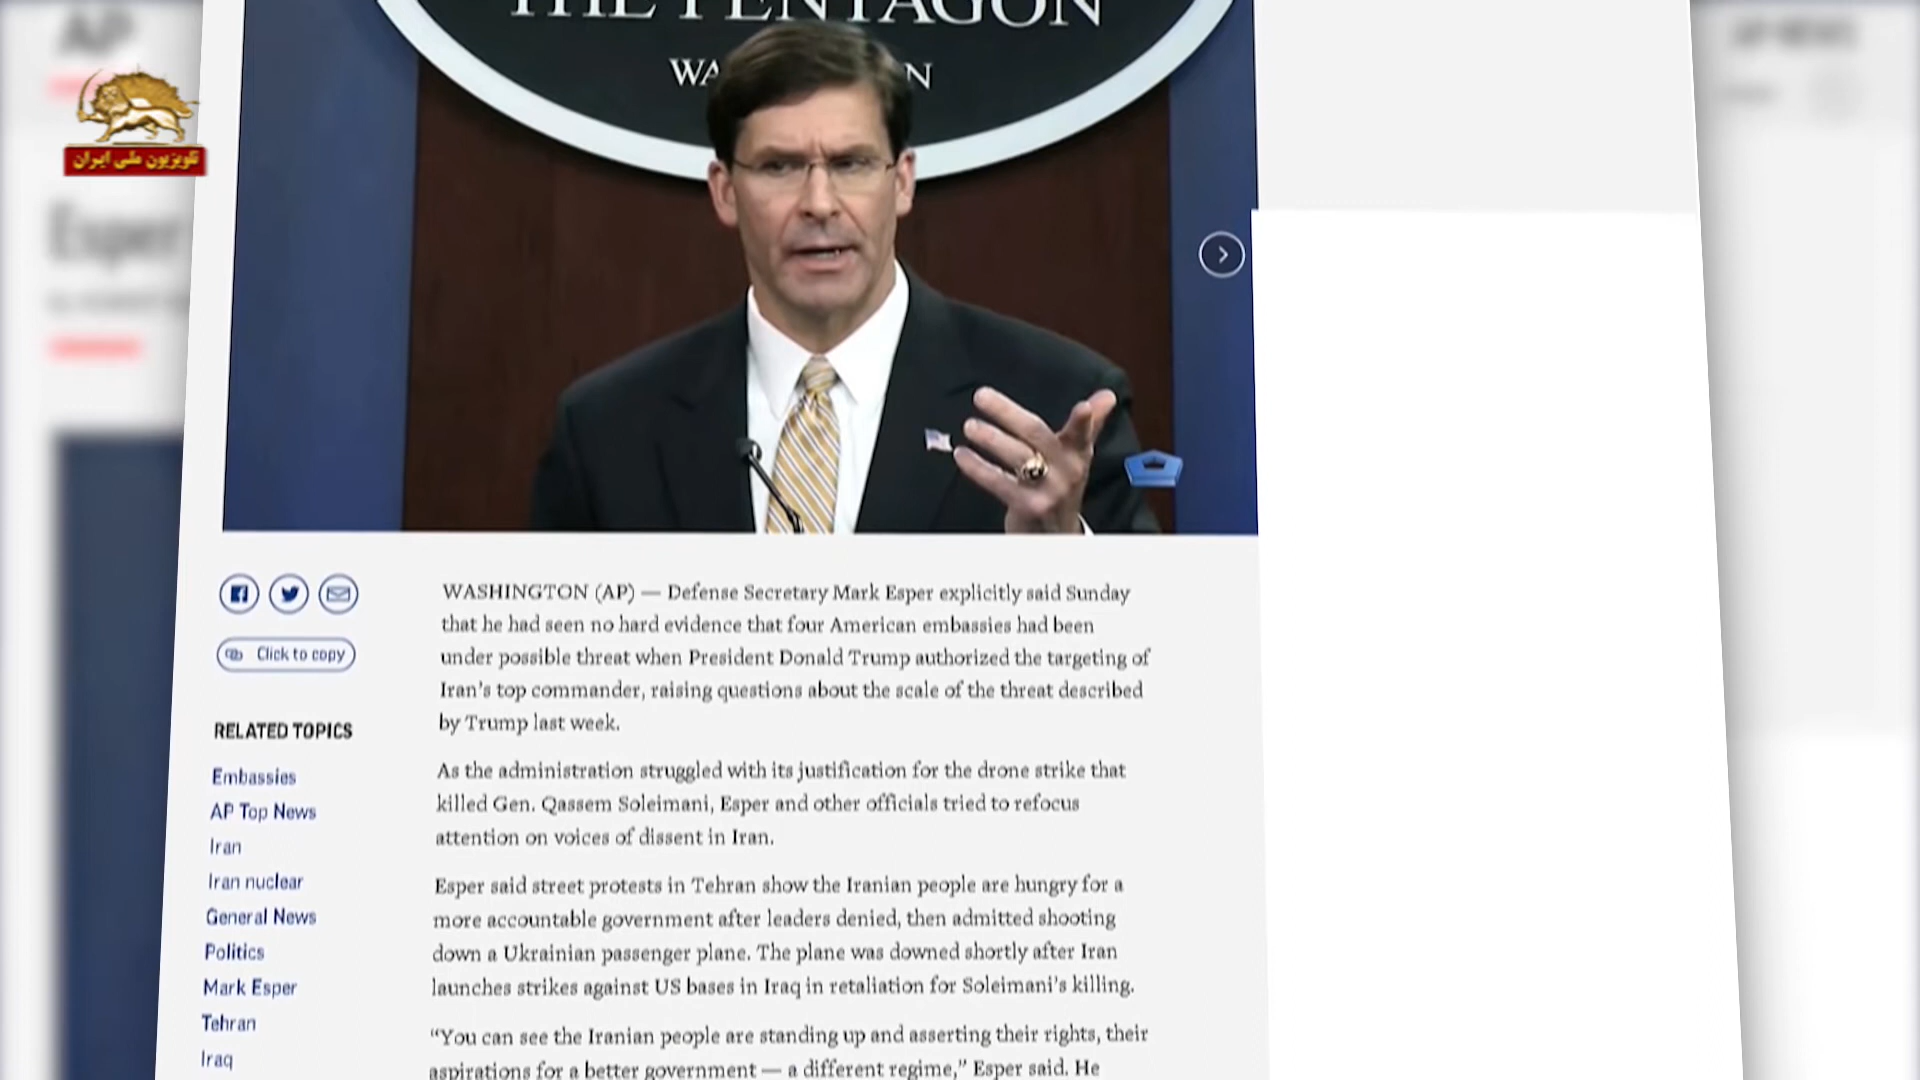 THE PENTAGON
WA N
تلویزیون ملی ایران
AP
Esper
WASHINGTON (AP) — Defense Secretary Mark Esper explicitly said Sunday
that he had seen no hard evidence that four American embassies had been
under possible threat when President Donald Trump authorized the targeting of
Iran's top commander, raising questions about the scale of the threat described
by Trump last week.
As the administration struggled with its justification for the drone strike that
killed Gen. Qassem Soleimani, Esper and other officials tried to refocus
attention on voices of dissent in Iran.
Esper said street protests in Tehran show the Iranian people are hungry for a
more accountable government after leaders denied, then admitted shooting
down a Ukrainian passenger plane. The plane was downed shortly after Iran
launches strikes against US bases in Iraq in retaliation for Soleimani's killing.
“You can see the Iranian people are standing up and asserting their rights, their
aspirations for a better government — a different regime,” Esper said. He
Click to copy
RELATED TOPICS
Embassies
AP Top News
Iran
Iran nuclear
General News
Politics
Mark Esper
Tehran
Iraq